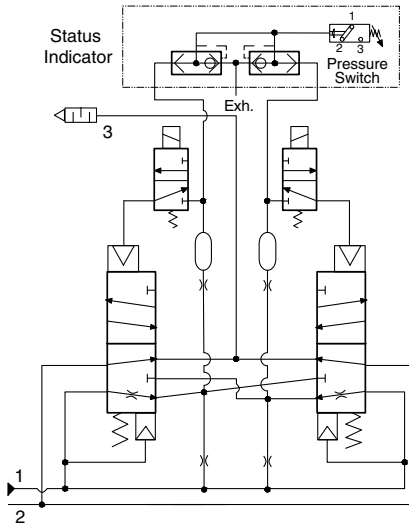 Status
Indicator
1
2 3
Pressure
Switch
Exh.
3
1
2